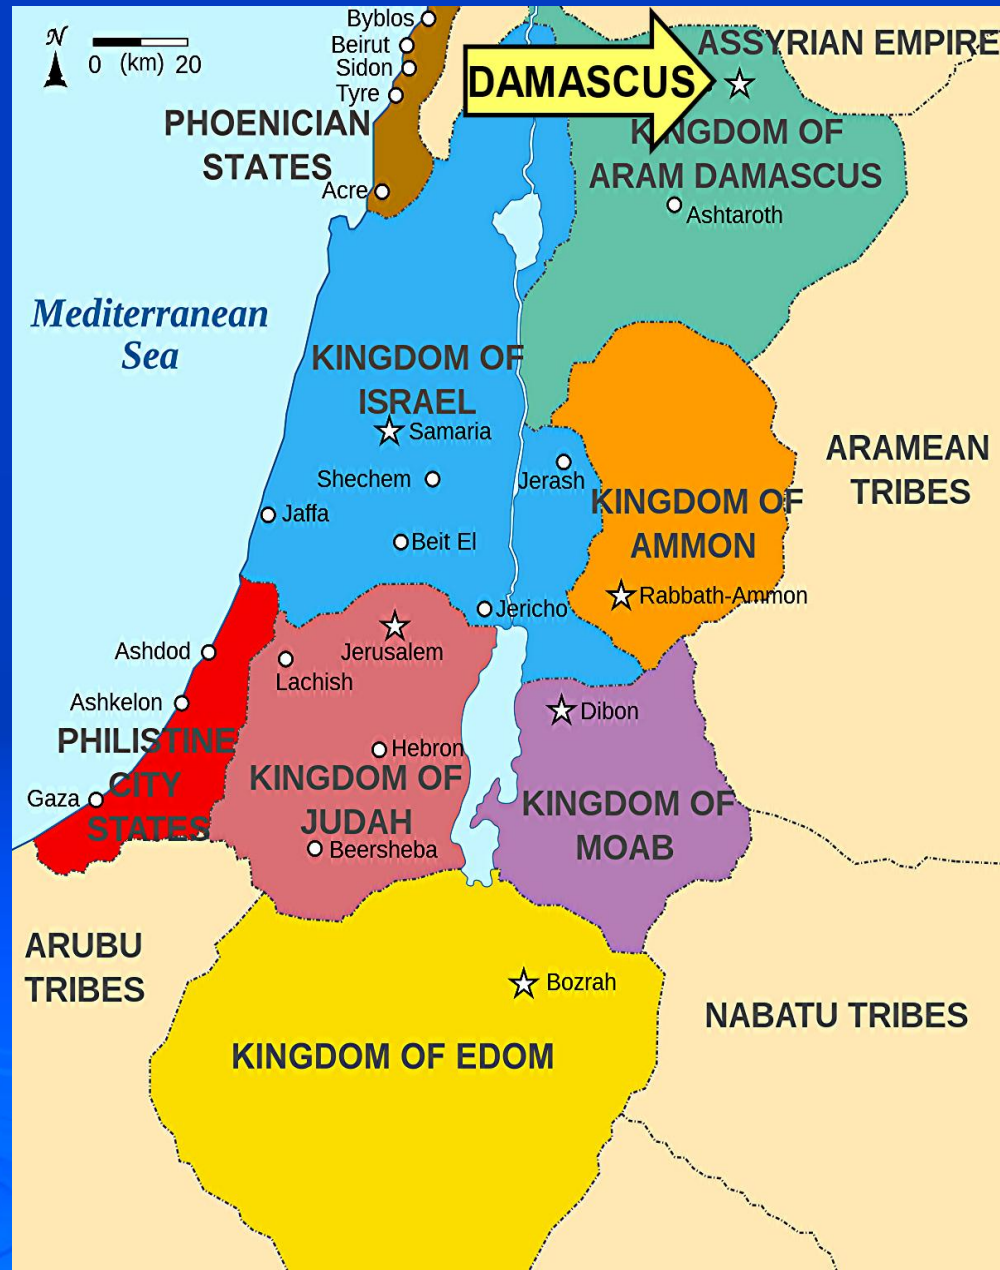 N
0 (km) 20
Byblos
Beirut
Sidon
Tyre
PHOENICIAN
STATES
Acre
DAMASCUS
ASSYRIAN EMPIRE
KINGDOM OF
ARAM DAMASCUS
Ashtaroth
Mediterranean
Sea
KINGDOM OF
ISRAEL
Samaria
Shechem
Jerash
Jaffa
Beit El
Jericho
ARAMEAN
TRIBES
KINGDOM OF
AMMON
Rabbath-Ammon
Ashdod
Ashkelon
PHILISTINE
CITY
STATES
Gaza
Jerusalem
Lachish
Hebron
KINGDOM OF
JUDAH
Beersheba
Dibon
KINGDOM OF
MOAB
ARUBU
TRIBES
Bozrah
KINGDOM OF EDOM
NABATU TRIBES